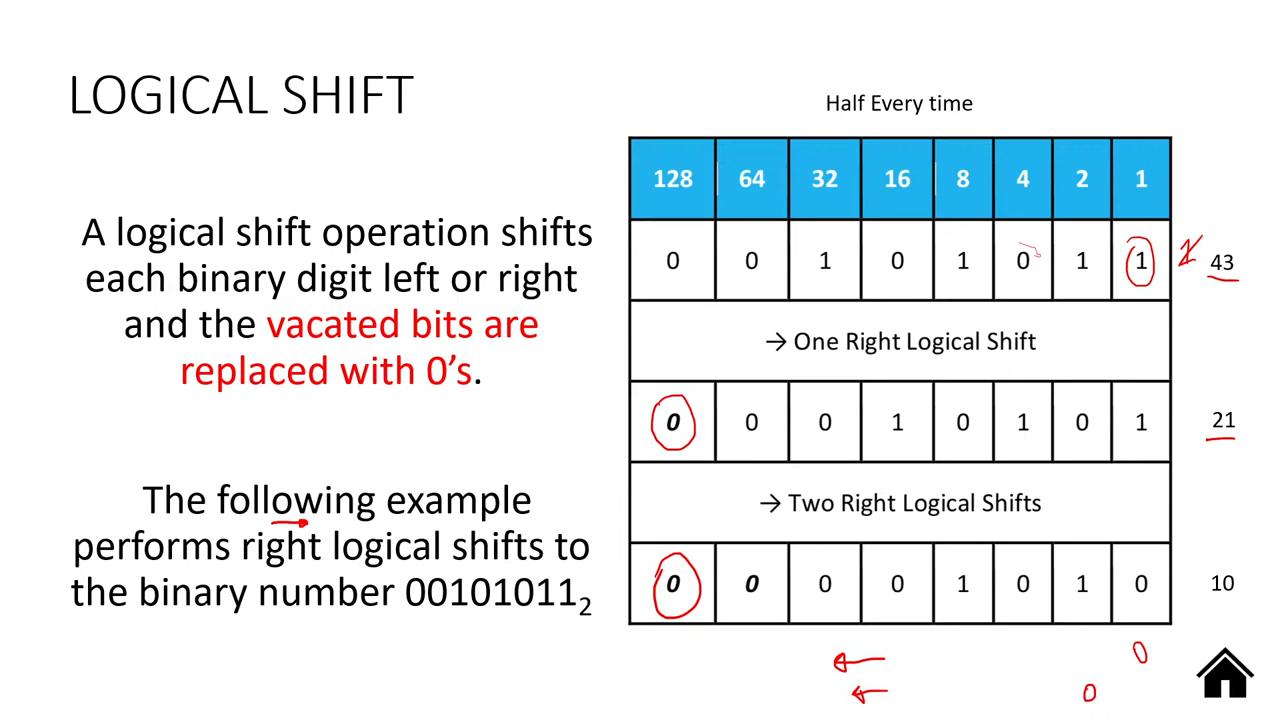 LOGICAL SHIFT
A logical shift operation shifts
each binary digit left or right
and the vacated bits are
replaced with 0's.
The following example
performs right logical shifts to
the binary number 00101011₂
Half Every time
128 64 32 16 8 4 2 1
0 0 1 0 1 0 1 1 43
→ One Right Logical Shift
0 0 0 1 0 1 0 1 21
→ Two Right Logical Shifts
0 0 0 0 1 0 1 0 10
0
0